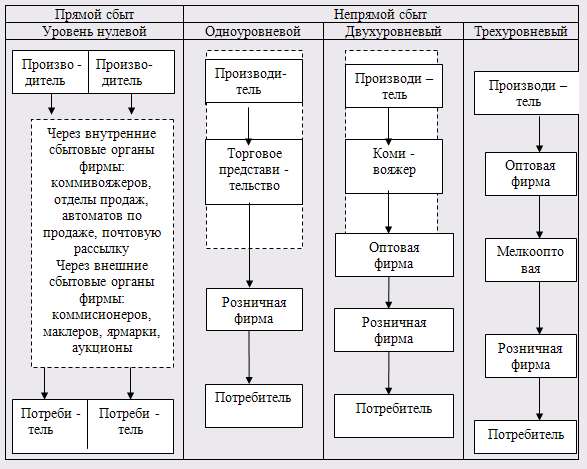 Прямой сбыт
Непрямой сбыт
Уровень нулевой
Одноуровневой
Двухуровневый
Трехуровневый
Произво -
дитель
Произво-
дитель
Через внутренние
сбытовые органы
фирмы:
коммивояжеров,
отделы продаж,
автоматов по
продаже, почтовую
рассылку
Через внешние
сбытовые органы
фирмы:
коммисионеров,
маклеров, ярмарки,
аукционы
Потреби -
тель
Потреби -
тель
Производи-
тель
Торговое
представи -
тельство
Розничная
фирма
Потребитель
Производи –
тель
Коми -
вояжер
Оптовая
фирма
Розничная
фирма
Потребитель
Производи –
тель
Оптовая
фирма
Мелкоопто
вая
Розничная
фирма
Потребитель